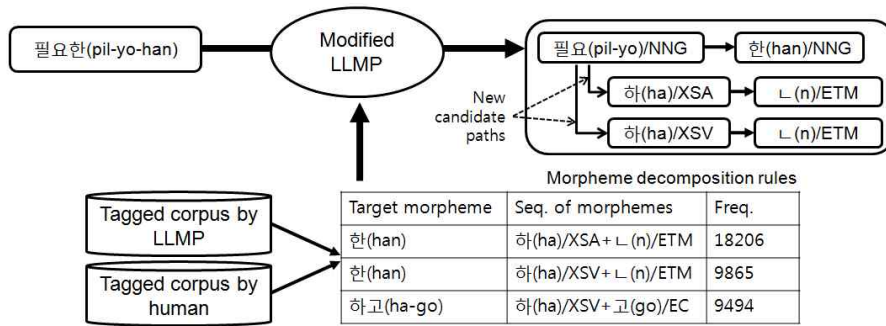 필요한(pil-yo-han)
Modified
LLMP
필요(pil-yo)/NNG
한(han)/NNG
하(ha)/XSA
ㄴ(n)/ETM
하(ha)/XSV
ㄴ(n)/ETM
New
candidate
paths
Tagged corpus by
LLMP
Tagged corpus by
human
Morpheme decomposition rules
Target morpheme Seq. of morphemes Freq.
한(han) 하(ha)/XSA+ㄴ(n)/ETM 18206
한(han) 하(ha)/XSV+ㄴ(n)/ETM 9865
하고(ha-go) 하(ha)/XSV+고(go)/EC 9494